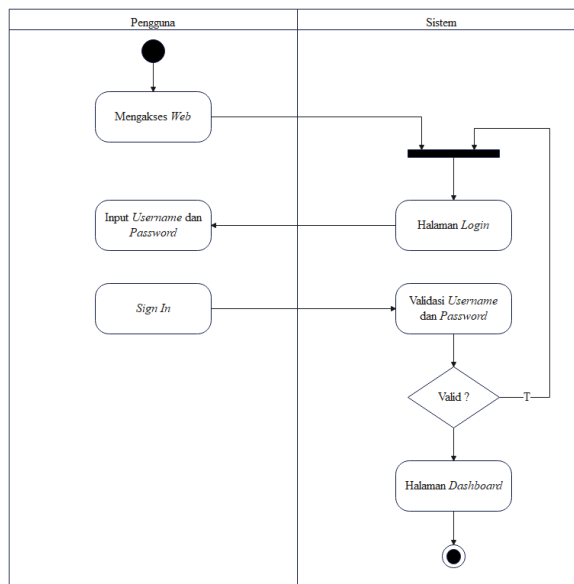 Pengguna
Sistem
Mengakses Web
Input Username dan
Password
Halaman Login
Sign In
Validasi Username
dan Password
Valid ?
T
Halaman Dashboard